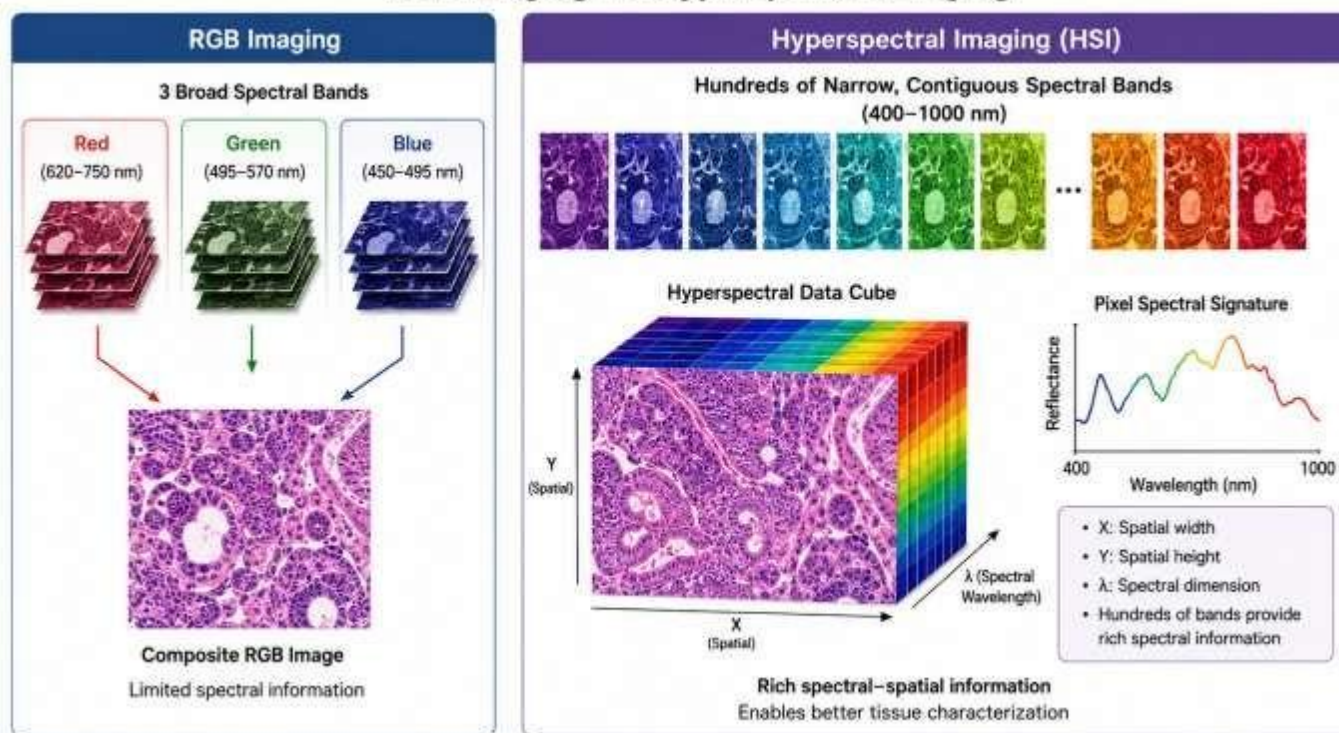 RGB Imaging
3 Broad Spectral Bands
Red
(620–750 nm)
Green
(495–570 nm)
Blue
(450–495 nm)
Composite RGB Image
Limited spectral information
Hyperspectral Imaging (HSI)
Hundreds of Narrow, Contiguous Spectral Bands
(400–1000 nm)
...
Hyperspectral Data Cube
Y
(Spatial)
X
(Spatial)
λ (Spectral
Wavelength)
Pixel Spectral Signature
Reflectance
400
1000
Wavelength (nm)
• X: Spatial width
• Y: Spatial height
• λ: Spectral dimension
• Hundreds of bands provide
rich spectral information
Rich spectral–spatial information
Enables better tissue characterization